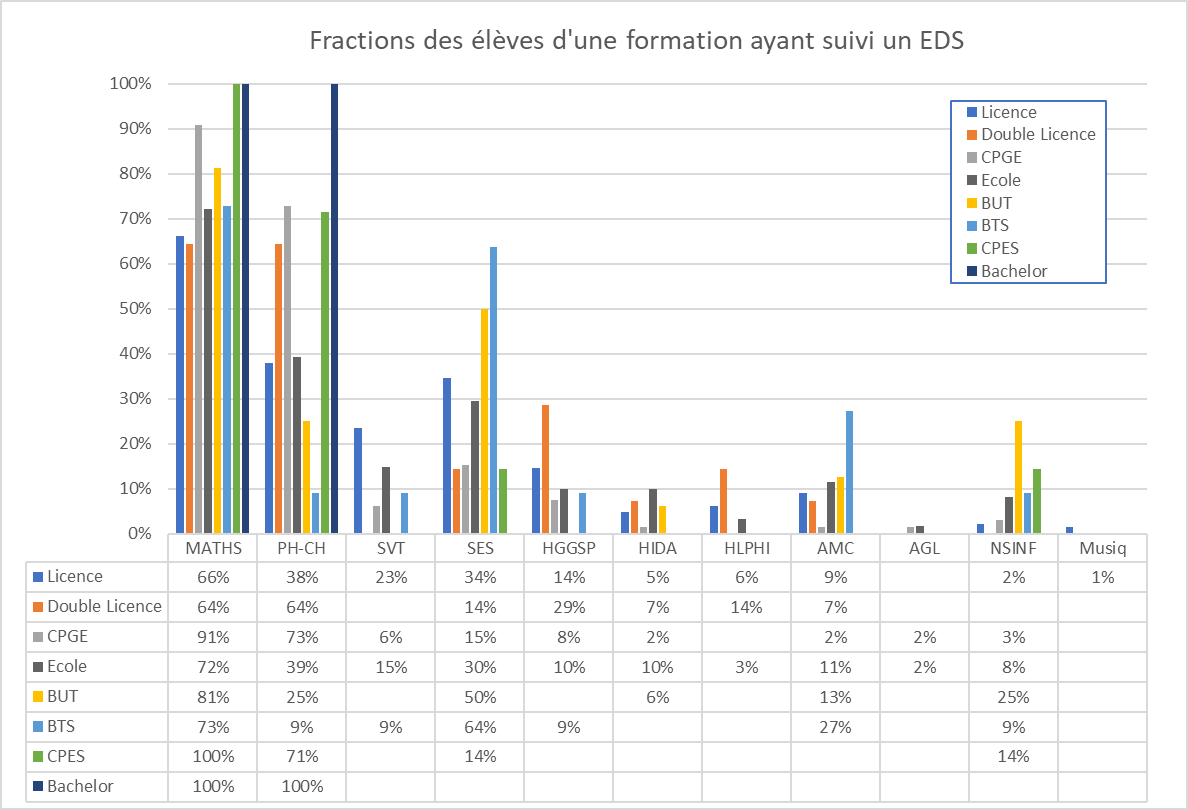 Fractions des élèves d'une formation ayant suivi un EDS
100%
90%
80%
70%
60%
50%
40%
30%
20%
10%
0%
Licence
Double Licence
CPGE
Ecole
BUT
BTS
CPES
Bachelor
MATHS PH-CH SVT SES HGGSP HIDA HLPHI AMC AGL NSINF Musiq
Licence 66% 38% 23% 34% 14% 5% 6% 9% 2% 1%
Double Licence 64% 64% 14% 29% 7% 14% 7%
CPGE 91% 73% 6% 15% 8% 2% 2% 2% 3%
Ecole 72% 39% 15% 30% 10% 10% 3% 11% 2% 8%
BUT 81% 25% 50% 6% 13% 25%
BTS 73% 9% 9% 64% 9% 27% 9%
CPES 100% 71% 14% 14%
Bachelor 100% 100%